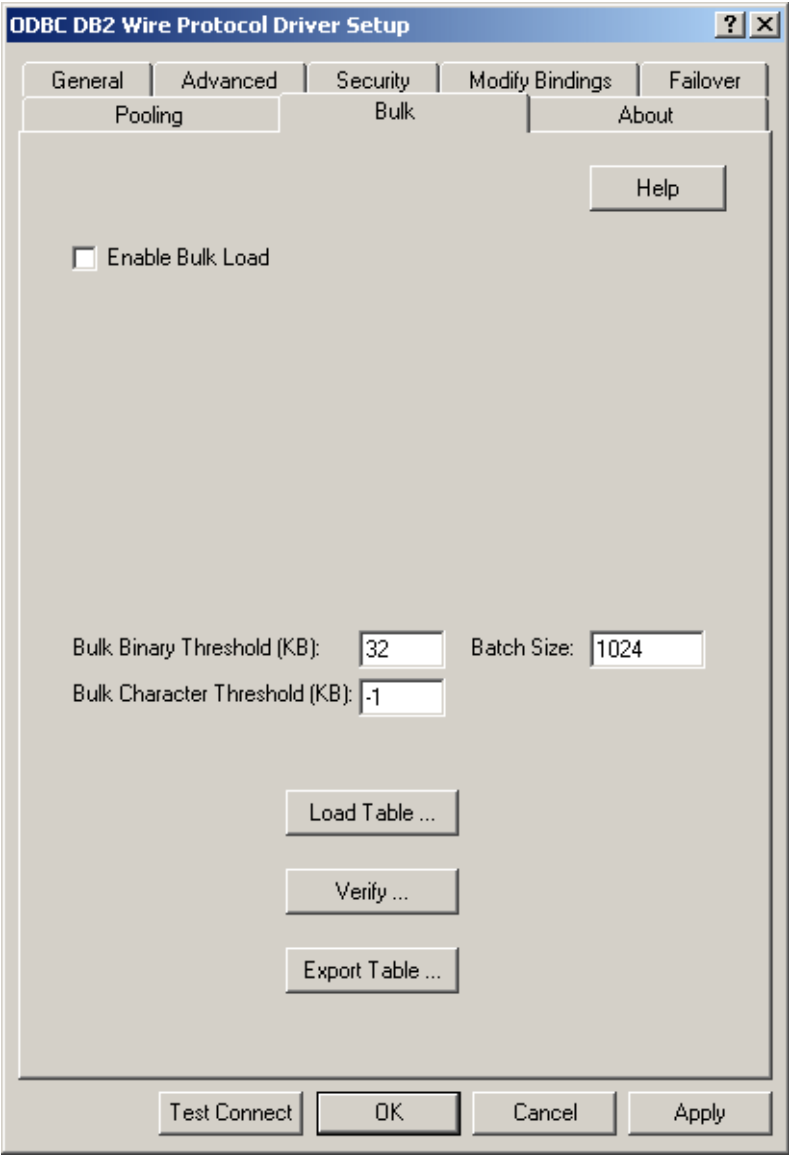 ODBC DB2 Wire Protocol Driver Setup ? ×
General Advanced Security Modify Bindings Failover
Pooling Bulk About
Help
Enable Bulk Load
Bulk Binary Threshold (KB): 32 Batch Size: 1024
Bulk Character Threshold (KB): -1
Load Table ...
Verify ...
Export Table ...
Test Connect OK Cancel Apply